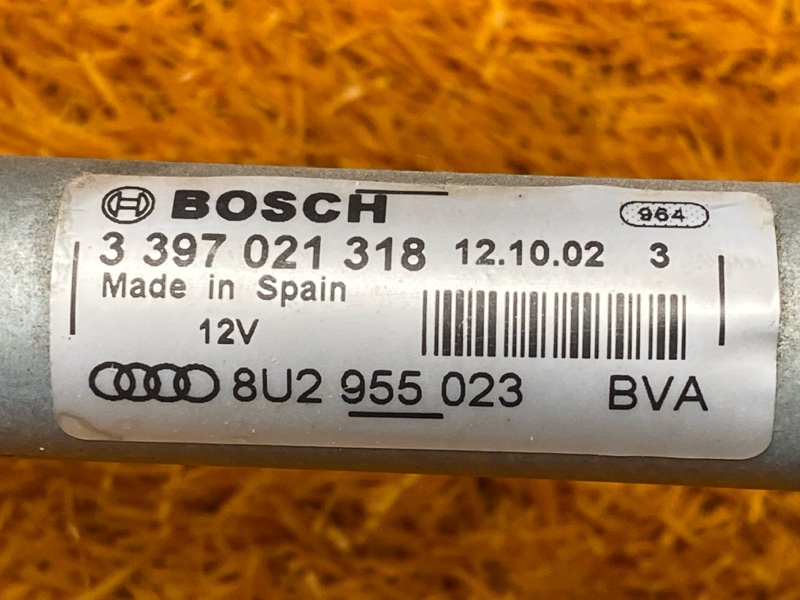 BOSCH 964
3 397 021 318 12.10.02 3
Made in Spain
12V
8U2 955 023 BVA